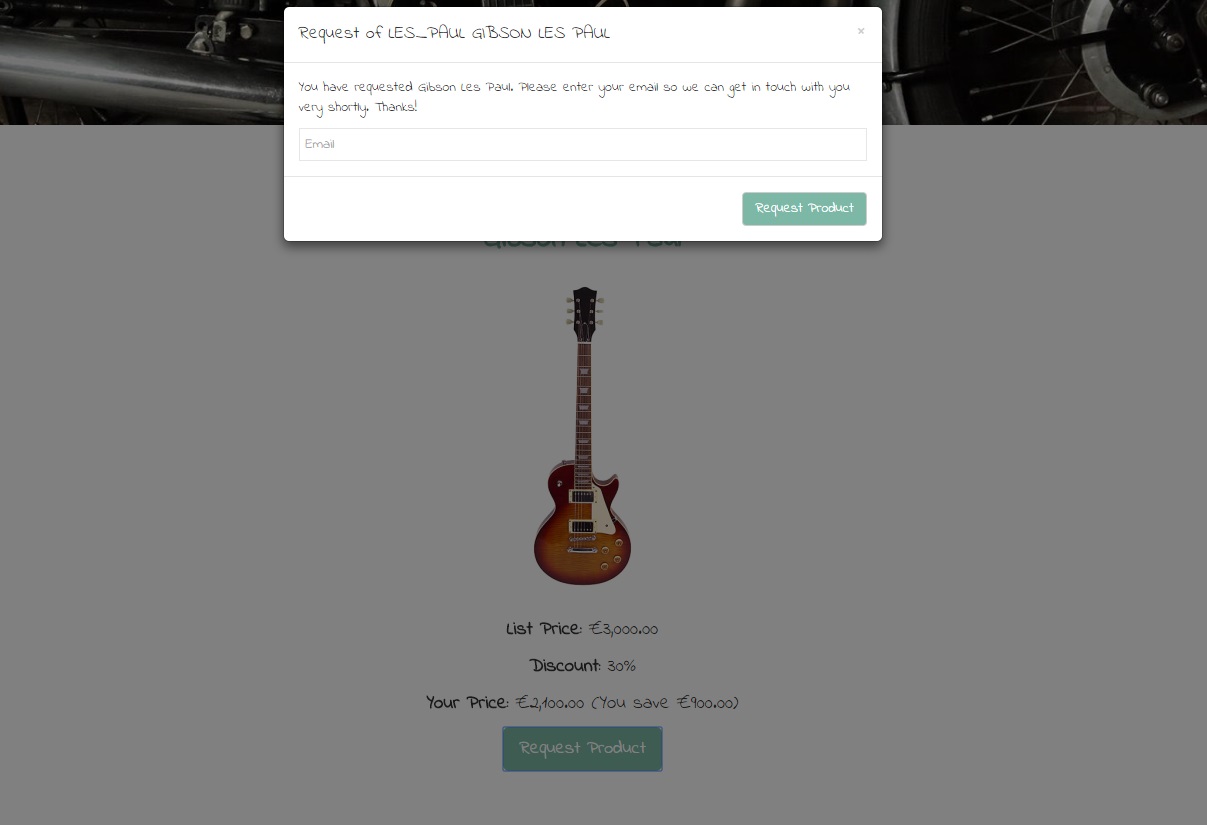 Request of LES_PAUL GIBSON LES PAUL
×
You have requested Gibson Les Paul. Please enter your email so we can get in touch with you
very shortly. Thanks!
Email
Request Product
Gibson Les Paul
List Price: €3,000.00
Discount: 30%
Your Price: €2,100.00 (You save €900.00)
Request Product